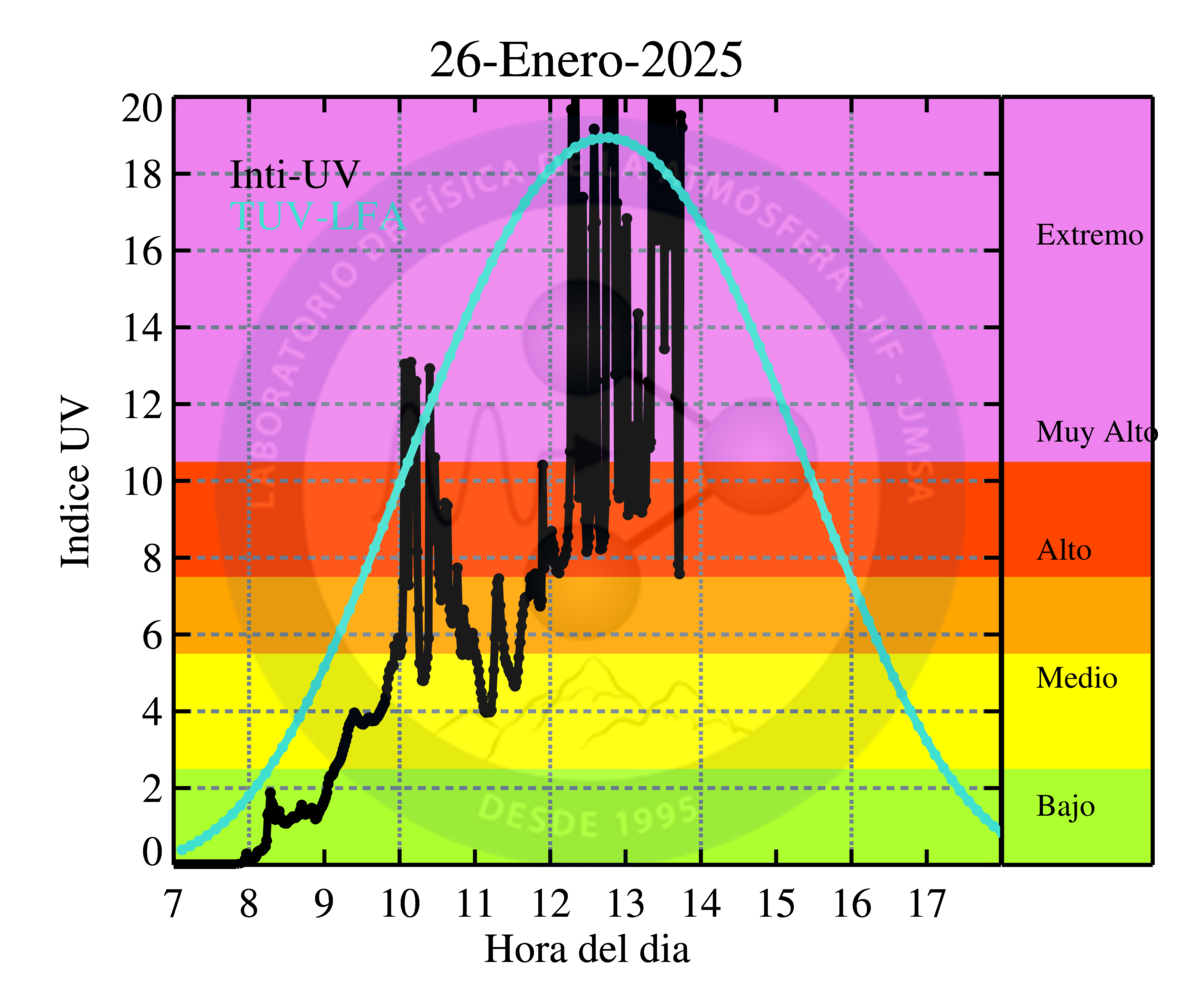 26-Enero-2025
Indice UV
20
18
16
14
12
10
8
6
4
2
0
Inti-UV
TUV-LFA
LABORATORIO DE FÍSICA DE LA ATMÓSFERA - IIF - UMSA
DESDE 1995
Extremo
Muy Alto
Alto
Medio
Bajo
7 8 9 10 11 12 13 14 15 16 17
Hora del dia